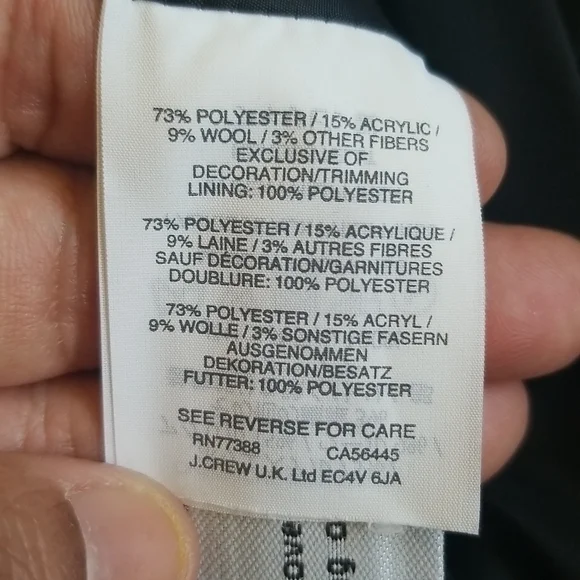 73% POLYESTER / 15% ACRYLIC /
9% WOOL / 3% OTHER FIBERS
EXCLUSIVE OF
DECORATION/TRIMMING
LINING: 100% POLYESTER
73% POLYESTER / 15% ACRYLIQUE /
9% LAINE / 3% AUTRES FIBRES
SAUF DÉCORATION/GARNITURES
DOUBLURE: 100% POLYESTER
73% POLYESTER / 15% ACRYL /
9% WOLLE / 3% SONSTIGE FASERN
AUSGENOMMEN
DEKORATION/BESATZ
FUTTER: 100% POLYESTER
SEE REVERSE FOR CARE
RN77388 CA56445
J.CREW U.K. Ltd EC4V 6JA